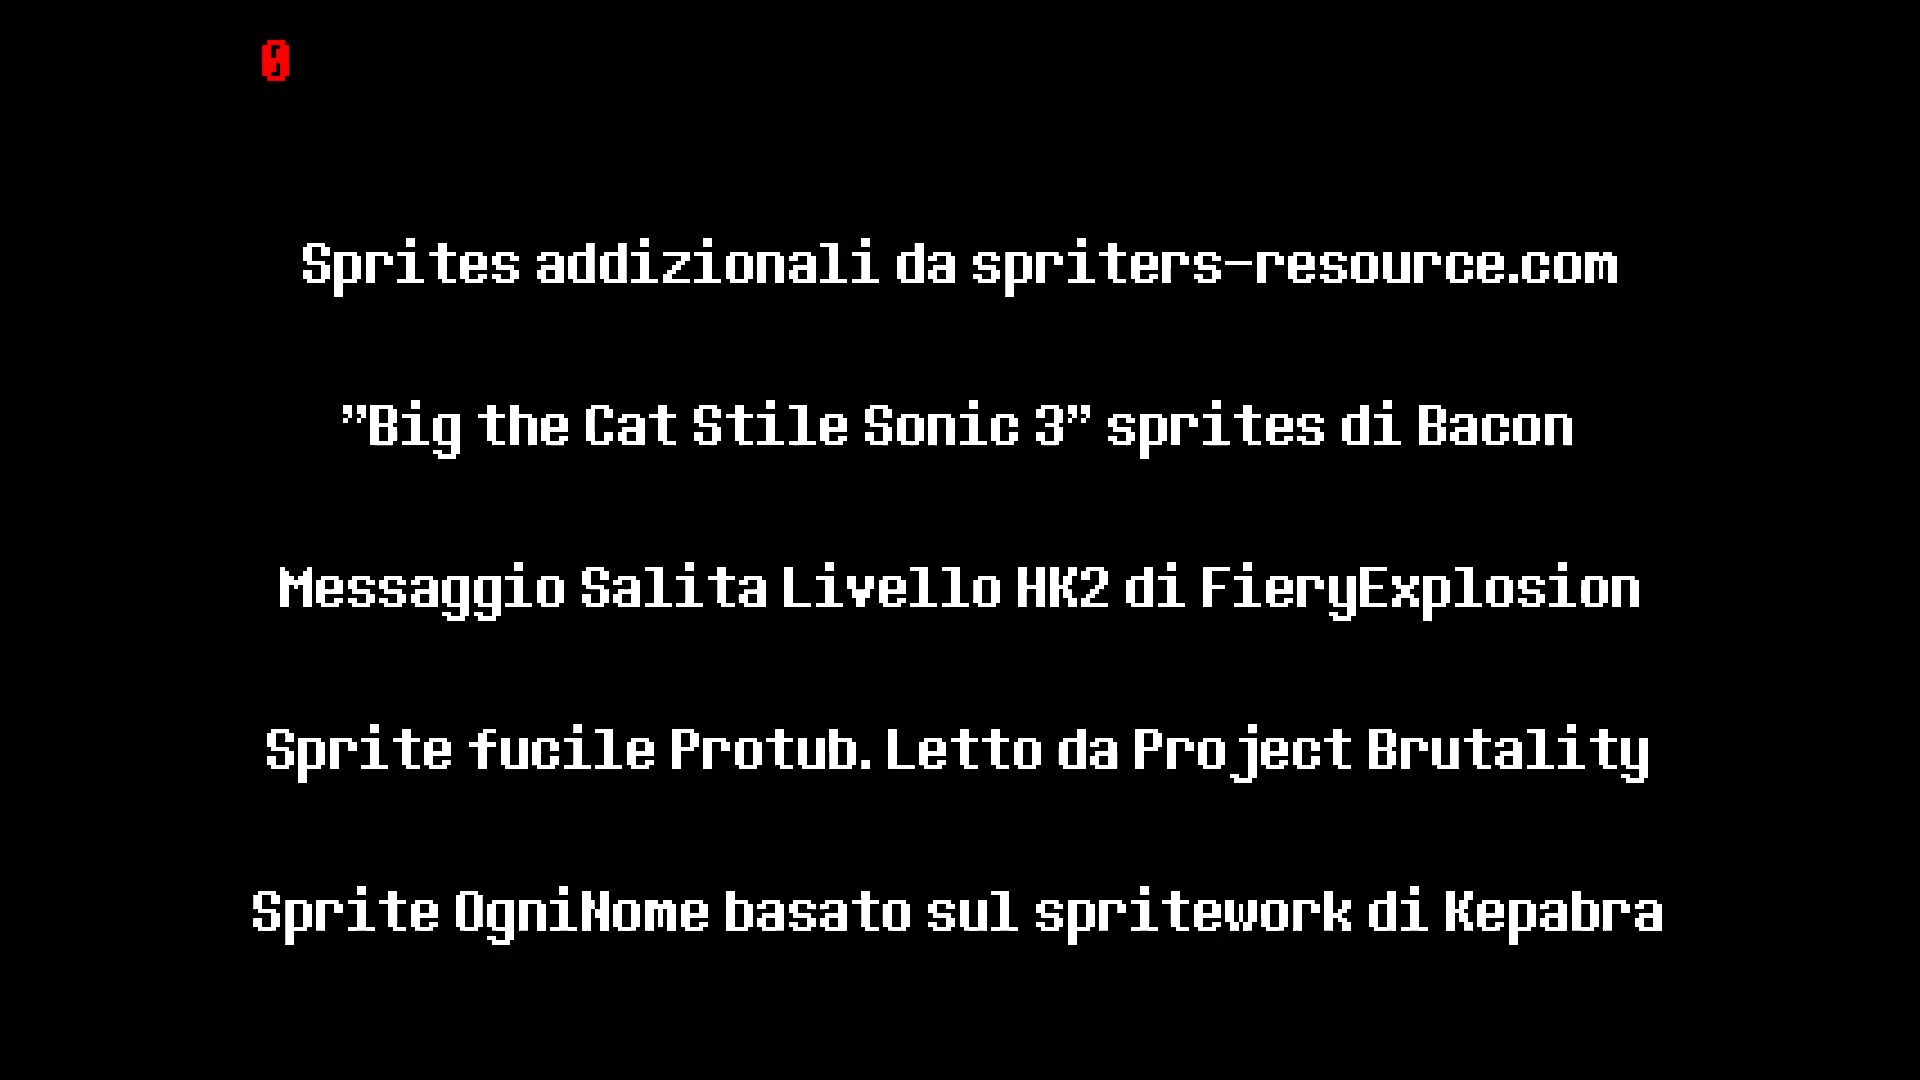 0
Sprites addizionali da spriters-resource.com
"Big the Cat Stile Sonic 3" sprites di Bacon
Messaggio Salita Livello HK2 di FieryExplosion
Sprite fucile Protub. Letto da Project Brutality
Sprite OgniNome basato sul spritework di Kepabra